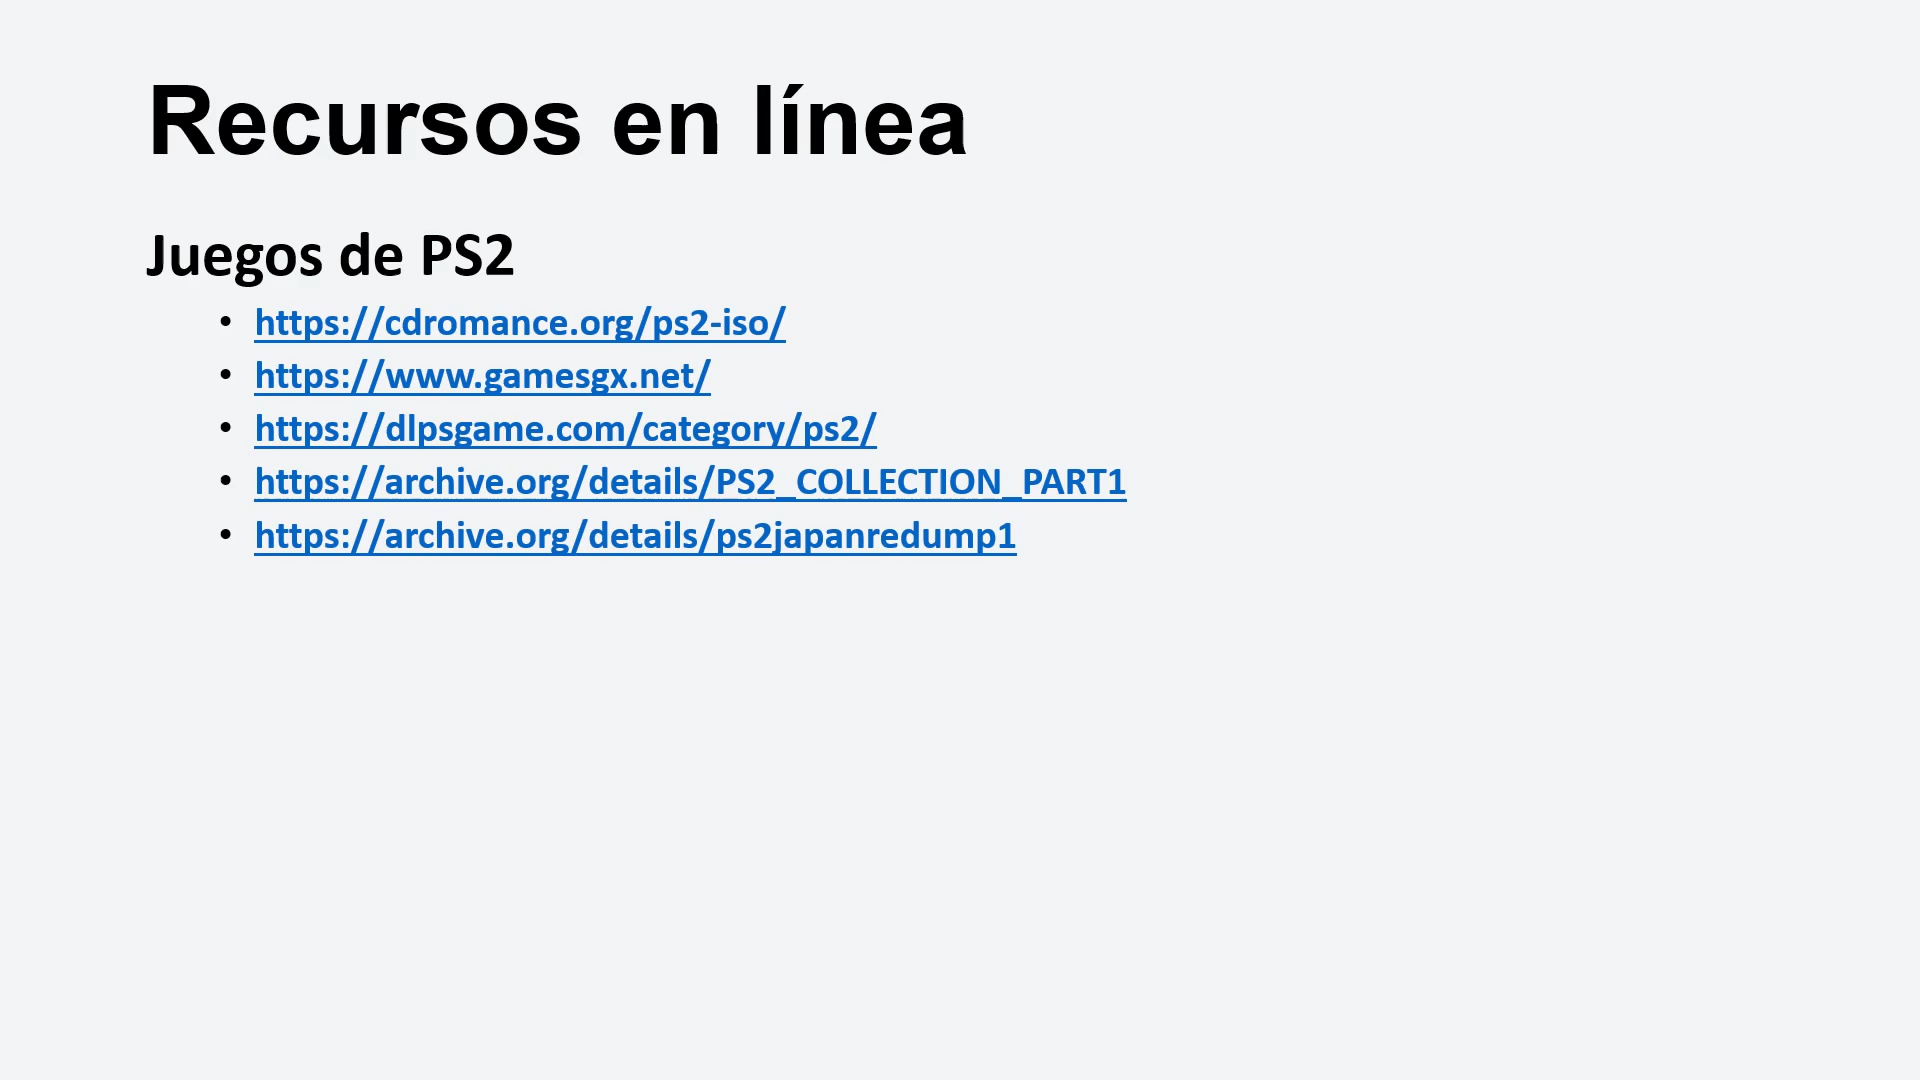 Recursos en línea
Juegos de PS2
• https://cdromance.org/ps2-iso/
• https://www.gamesgx.net/
• https://dlpsgame.com/category/ps2/
• https://archive.org/details/PS2_COLLECTION_PART1
• https://archive.org/details/ps2japanredump1